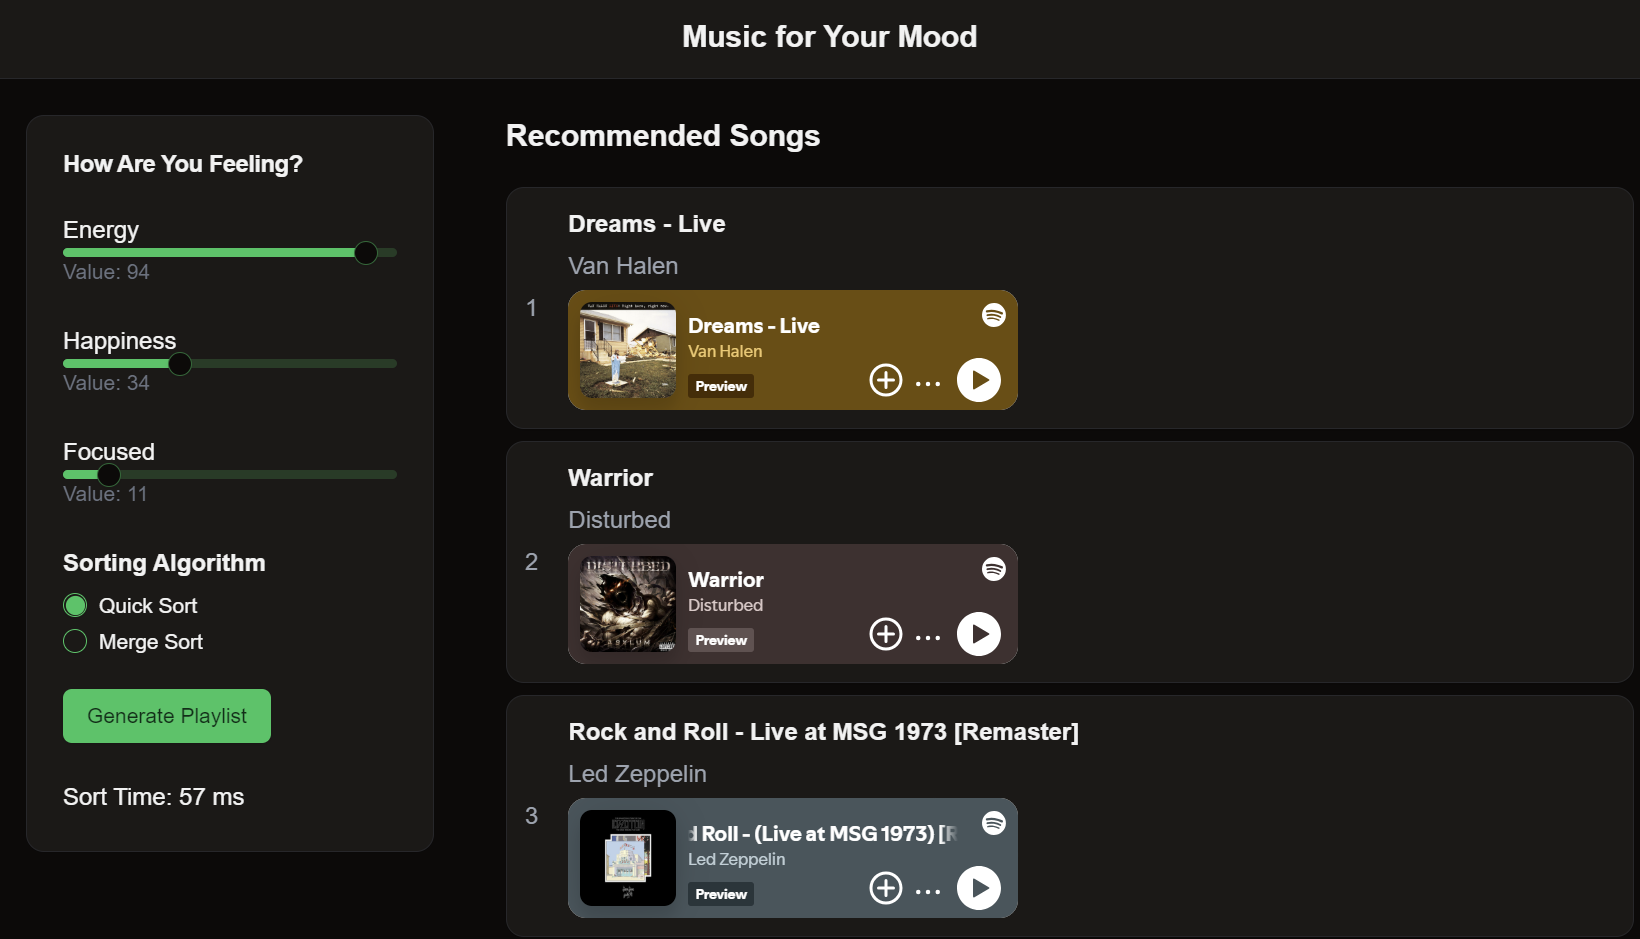 Music for Your Mood
How Are You Feeling?
Energy
Value: 94
Happiness
Value: 34
Focused
Value: 11
Sorting Algorithm
Quick Sort
Merge Sort
Generate Playlist
Sort Time: 57 ms
Recommended Songs
1
Dreams - Live
Van Halen
Dreams - Live
Van Halen
Preview
2
Warrior
Disturbed
DISTURBED
ASYLUM
Warrior
Disturbed
Preview
3
Rock and Roll - Live at MSG 1973 [Remaster]
Led Zeppelin
d Roll - (Live at MSG 1973) [R
Led Zeppelin
Preview